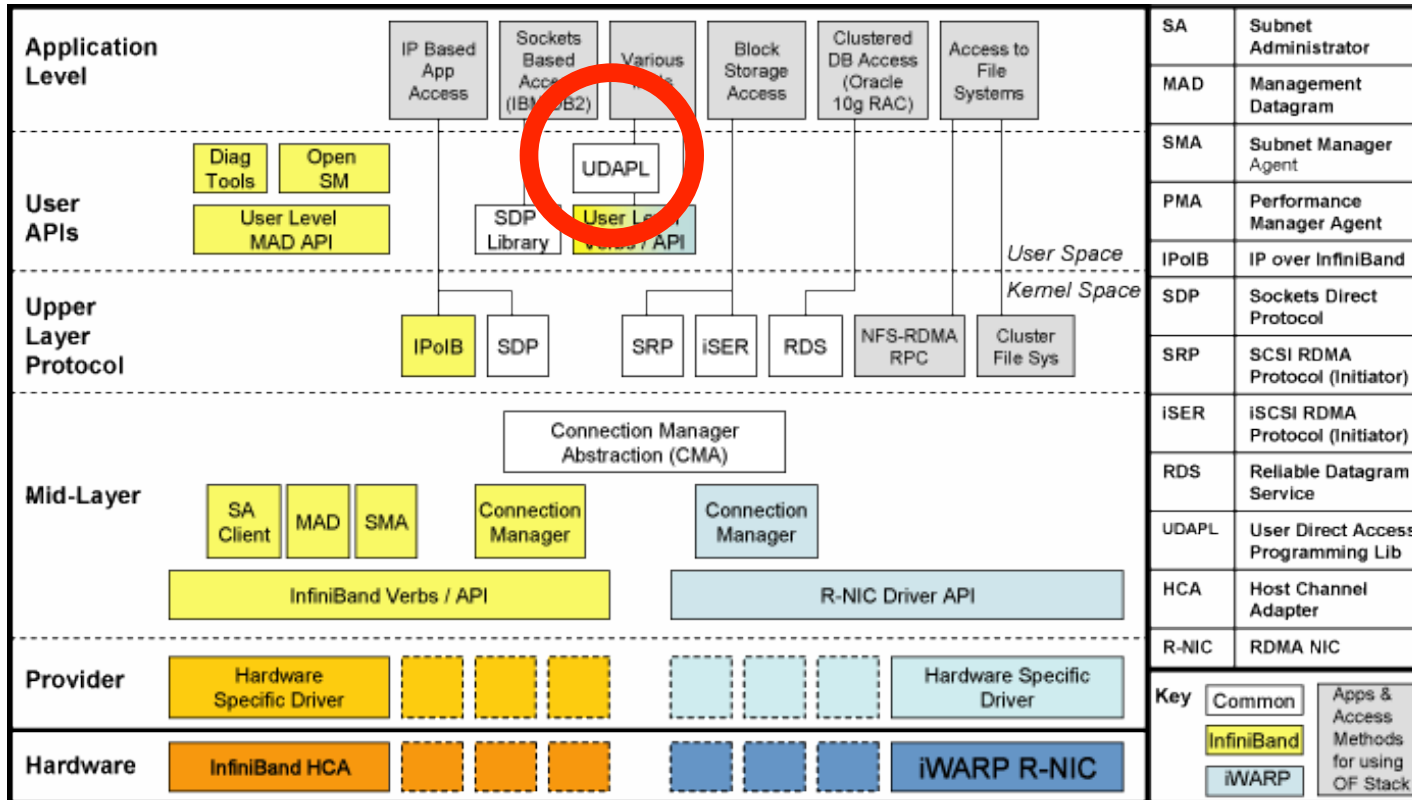 Application
Level
IP Based
App
Access
Sockets
Based
Access
(IBM DB2)
Various
Block
Storage
Access
Clustered
DB Access
(Oracle
10g RAC)
Access to
File
Systems
User
APIs
Diag
Tools
Open
SM
User Level
MAD API
UDAPL
SDP
Library
User Level
Verbs / API
User Space
Kernel Space
Upper
Layer
Protocol
IPoIB
SDP
SRP
iSER
RDS
NFS-RDMA
RPC
Cluster
File Sys
Mid-Layer
Connection Manager
Abstraction (CMA)
SA
Client
MAD
SMA
Connection
Manager
Connection
Manager
InfiniBand Verbs / API
R-NIC Driver API
Provider
Hardware
Specific Driver
Hardware Specific
Driver
Hardware
InfiniBand HCA
iWARP R-NIC
SA
Subnet
Administrator
MAD
Management
Datagram
SMA
Subnet Manager
Agent
PMA
Performance
Manager Agent
IPoIB
IP over InfiniBand
SDP
Sockets Direct
Protocol
SRP
SCSI RDMA
Protocol (Initiator)
iSER
iSCSI RDMA
Protocol (Initiator)
RDS
Reliable Datagram
Service
UDAPL
User Direct Access
Programming Lib
HCA
Host Channel
Adapter
R-NIC
RDMA NIC
Key
Common
InfiniBand
iWARP
Apps &
Access
Methods
for using
OF Stack